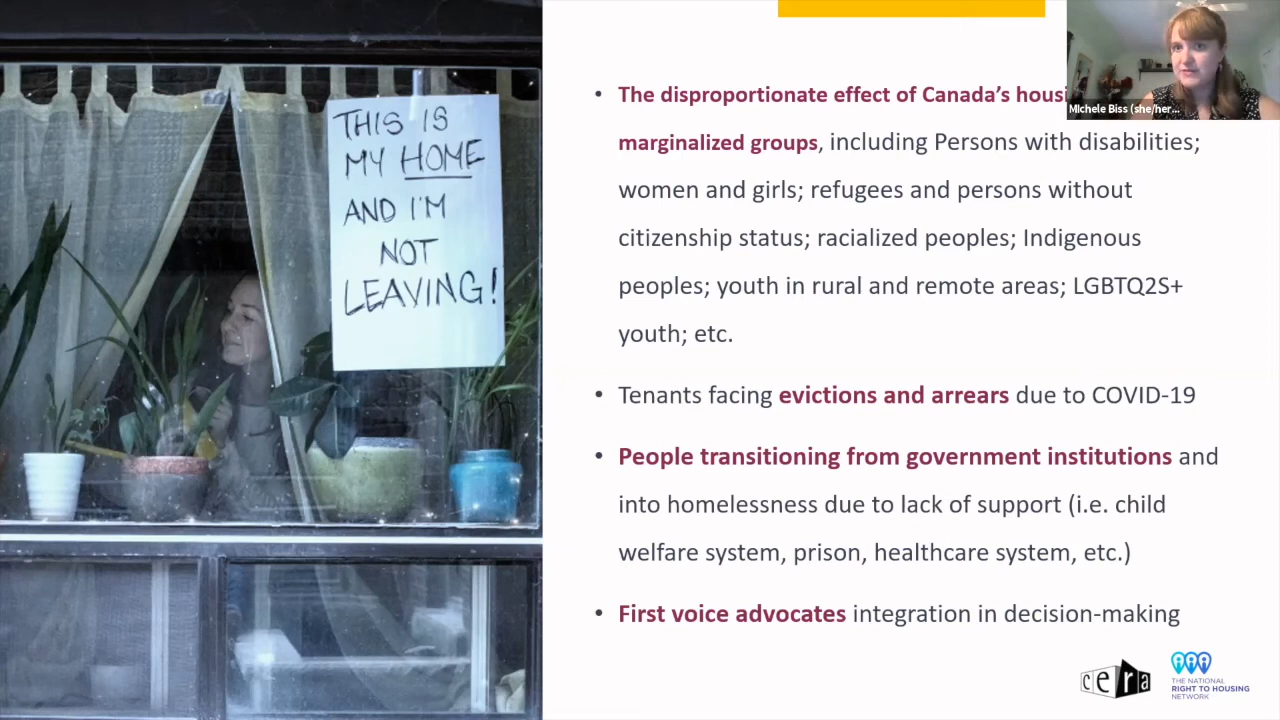 THIS IS
MY HOME
AND I'M
NOT
LEAVING!
• The disproportionate effect of Canada's housi
marginalized groups, including Persons with disabilities;
women and girls; refugees and persons without
citizenship status; racialized peoples; Indigenous
peoples; youth in rural and remote areas; LGBTQ2S+
youth; etc.
• Tenants facing evictions and arrears due to COVID-19
• People transitioning from government institutions and
into homelessness due to lack of support (i.e. child
welfare system, prison, healthcare system, etc.)
• First voice advocates integration in decision-making
Michele Biss (she/her...
cera
THE NATIONAL
RIGHT TO HOUSING
NETWORK